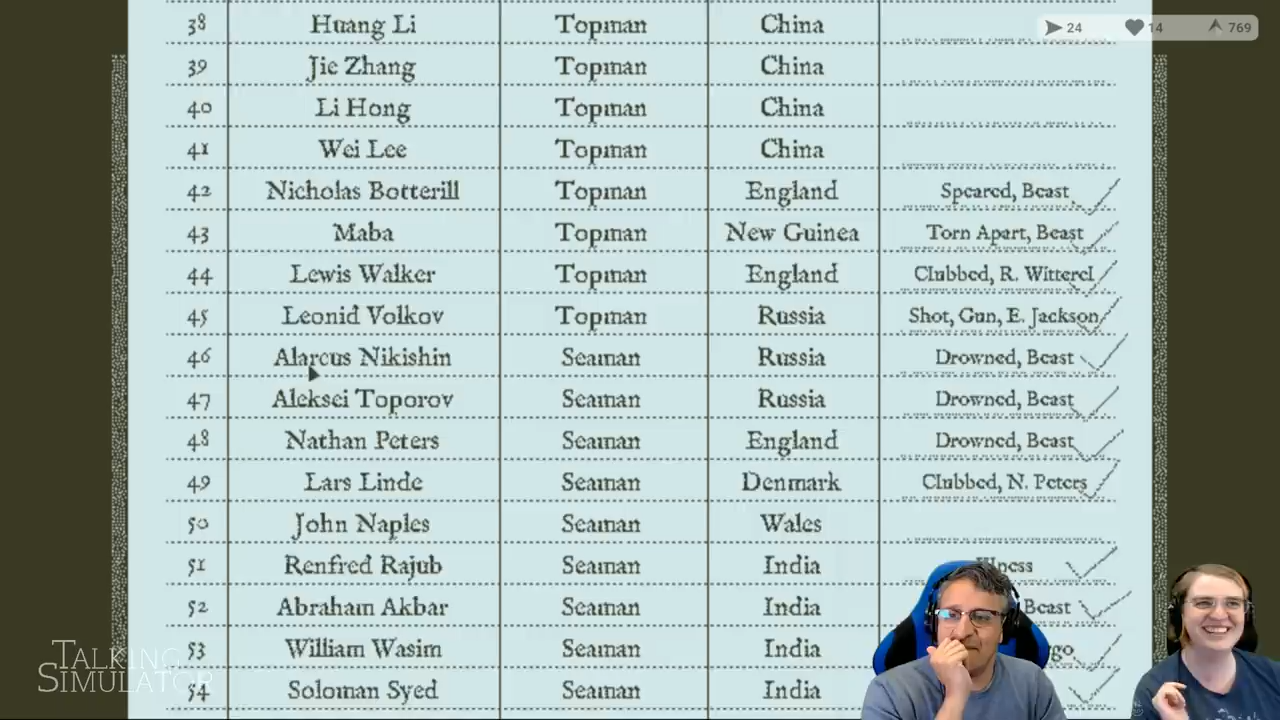 38 Huang Li Topman China
24 14 769
39 Jie Zhang Topman China
40 Li Hong Topman China
41 Wei Lee Topman China
42 Nicholas Botterill Topman England Speared, Beast
43 Maba Topman New Guinea Torn Apart, Beast
44 Lewis Walker Topman England Clubbed, R. Witterel
45 Leonid Volkov Topman Russia Shot, Gun, E. Jackson
46 Alarcus Nikishin Seaman Russia Drowned, Beast
47 Aleksei Toporov Seaman Russia Drowned, Beast
48 Nathan Peters Seaman England Drowned, Beast
49 Lars Linde Seaman Denmark Clubbed, N. Peters
50 John Naples Seaman Wales
51 Renfred Rajub Seaman India
52 Abraham Akbar Seaman India Beast
53 William Wasim Seaman India
54 Soloman Syed Seaman India
TALKING
SIMULATOR